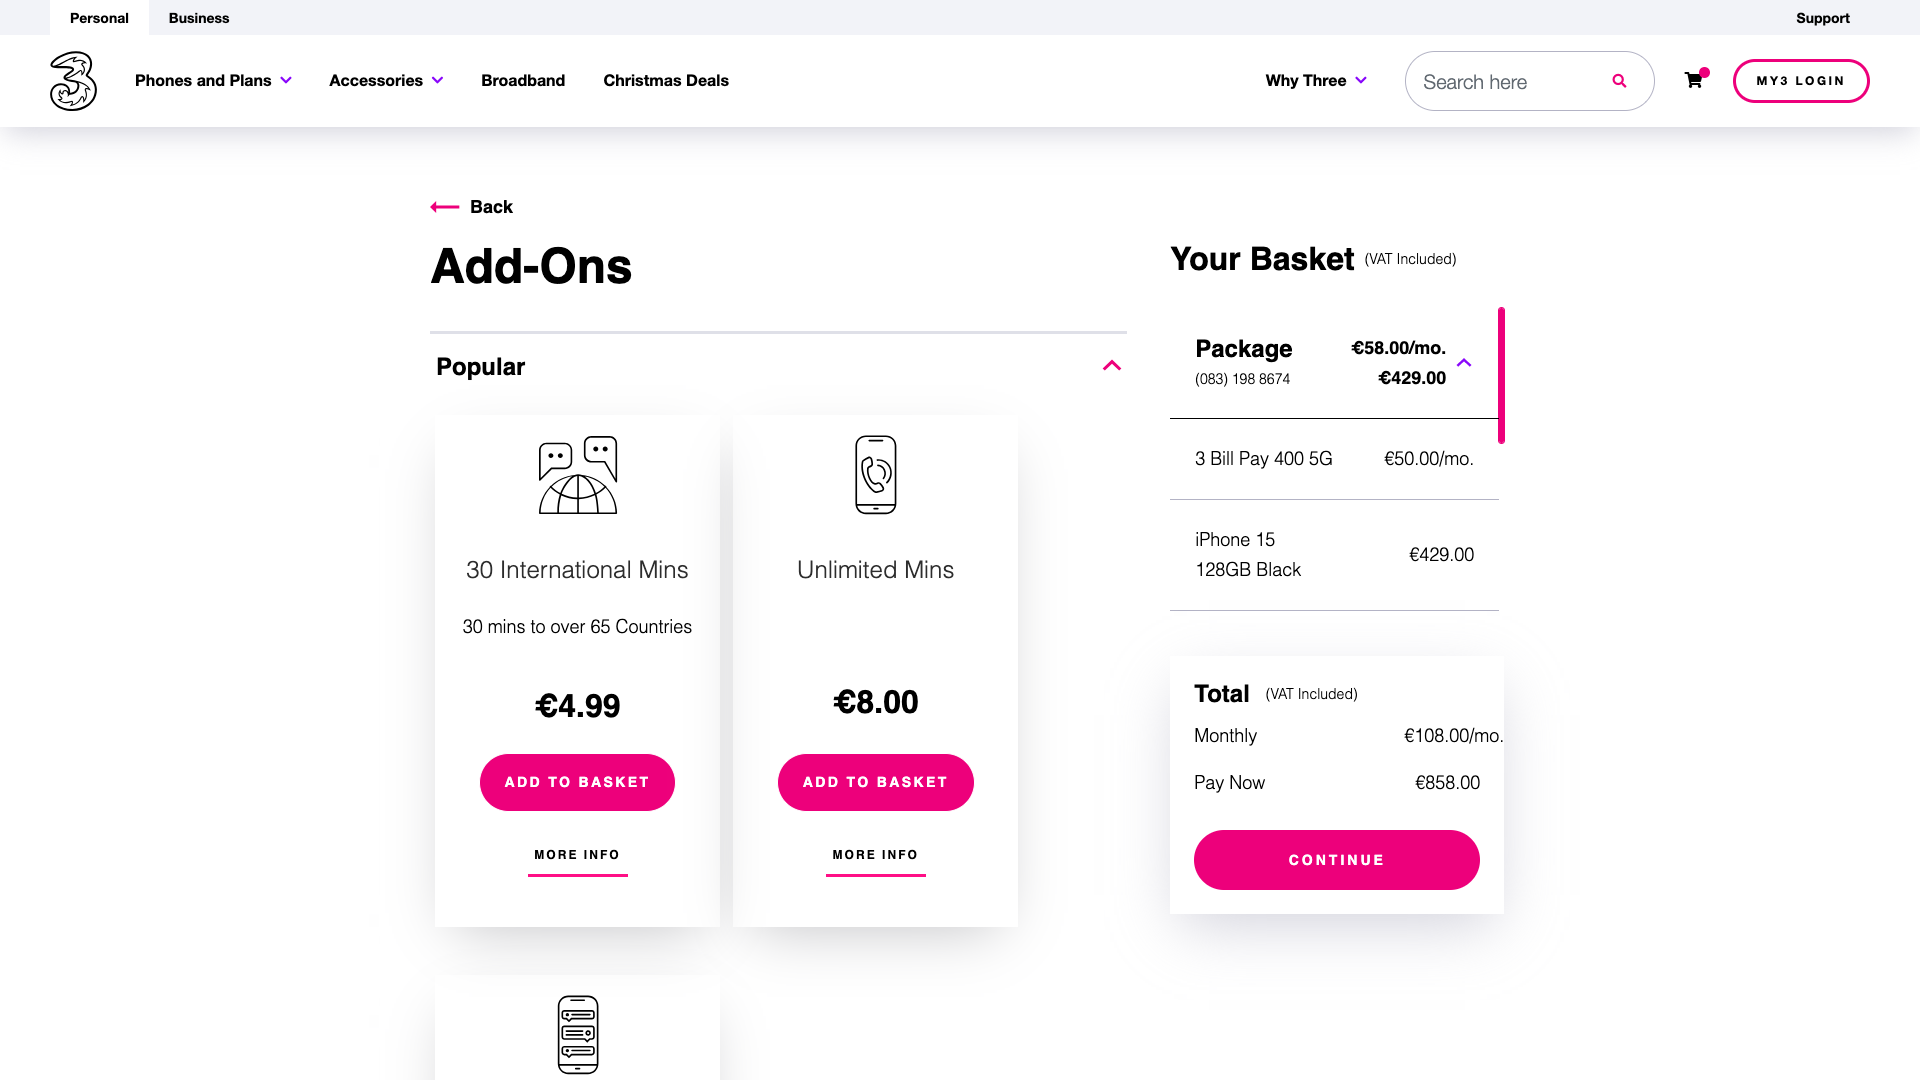 Personal
Business
Support
Phones and Plans
Accessories
Broadband
Christmas Deals
Why Three
Search here
MY3 LOGIN
Back
Add-Ons
Popular
30 International Mins
30 mins to over 65 Countries
€4.99
ADD TO BASKET
MORE INFO
Unlimited Mins
€8.00
ADD TO BASKET
MORE INFO
Your Basket (VAT Included)
Package €58.00/mo.
(083) 198 8674 €429.00
3 Bill Pay 400 5G €50.00/mo.
iPhone 15
128GB Black
€429.00
Total (VAT Included)
Monthly €108.00/mo.
Pay Now €858.00
CONTINUE